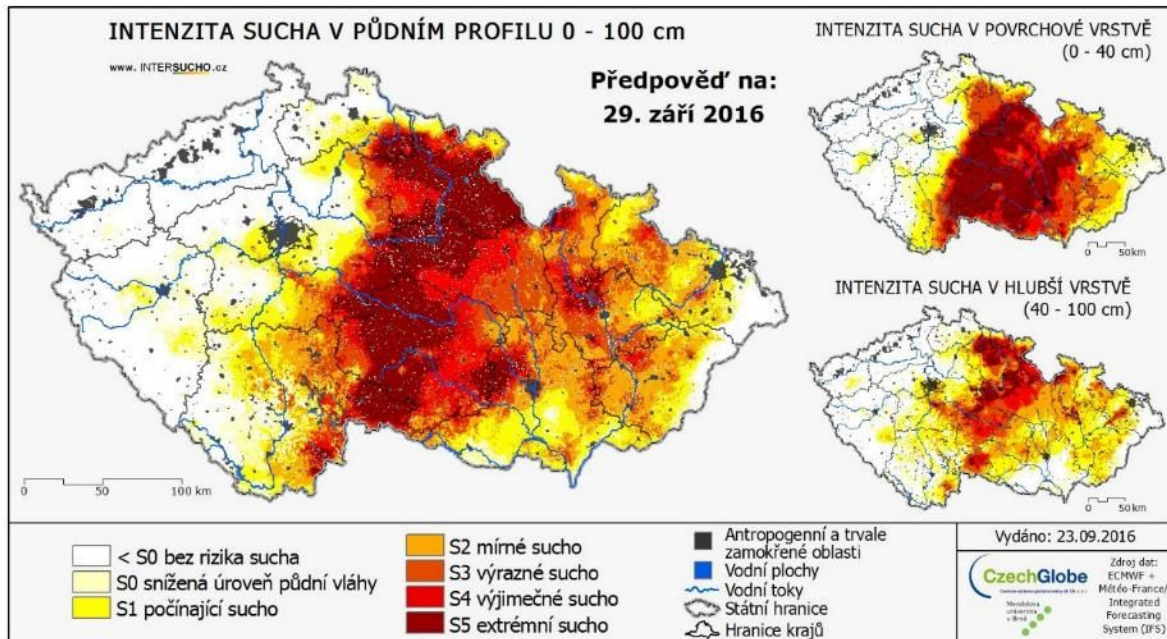 INTENZITA SUCHA V PŮDNÍM PROFILU 0 - 100 cm
www. INTERSUCHO.cz
Předpověď na:
29. září 2016
0 50 100 km
INTENZITA SUCHA V POVRCHOVÉ VRSTVĚ
(0 - 40 cm)
0 50 km
INTENZITA SUCHA V HLUBŠÍ VRSTVĚ
(40 - 100 cm)
0 50 km
< S0 bez rizika sucha
S0 snížená úroveň půdní vláhy
S1 počínající sucho
S2 mírné sucho
S3 výrazné sucho
S4 výjimečné sucho
S5 extrémní sucho
Antropogenní a trvale
zamokřené oblasti
Vodní plochy
Vodní toky
Státní hranice
Hranice krajů
Vydáno: 23.09.2016
CzechGlobe
Mendelova
univerzita
v Brně
Zdroj dat:
ECMWF +
Météo-France/
Integrated
Forecasting
System (IFS)